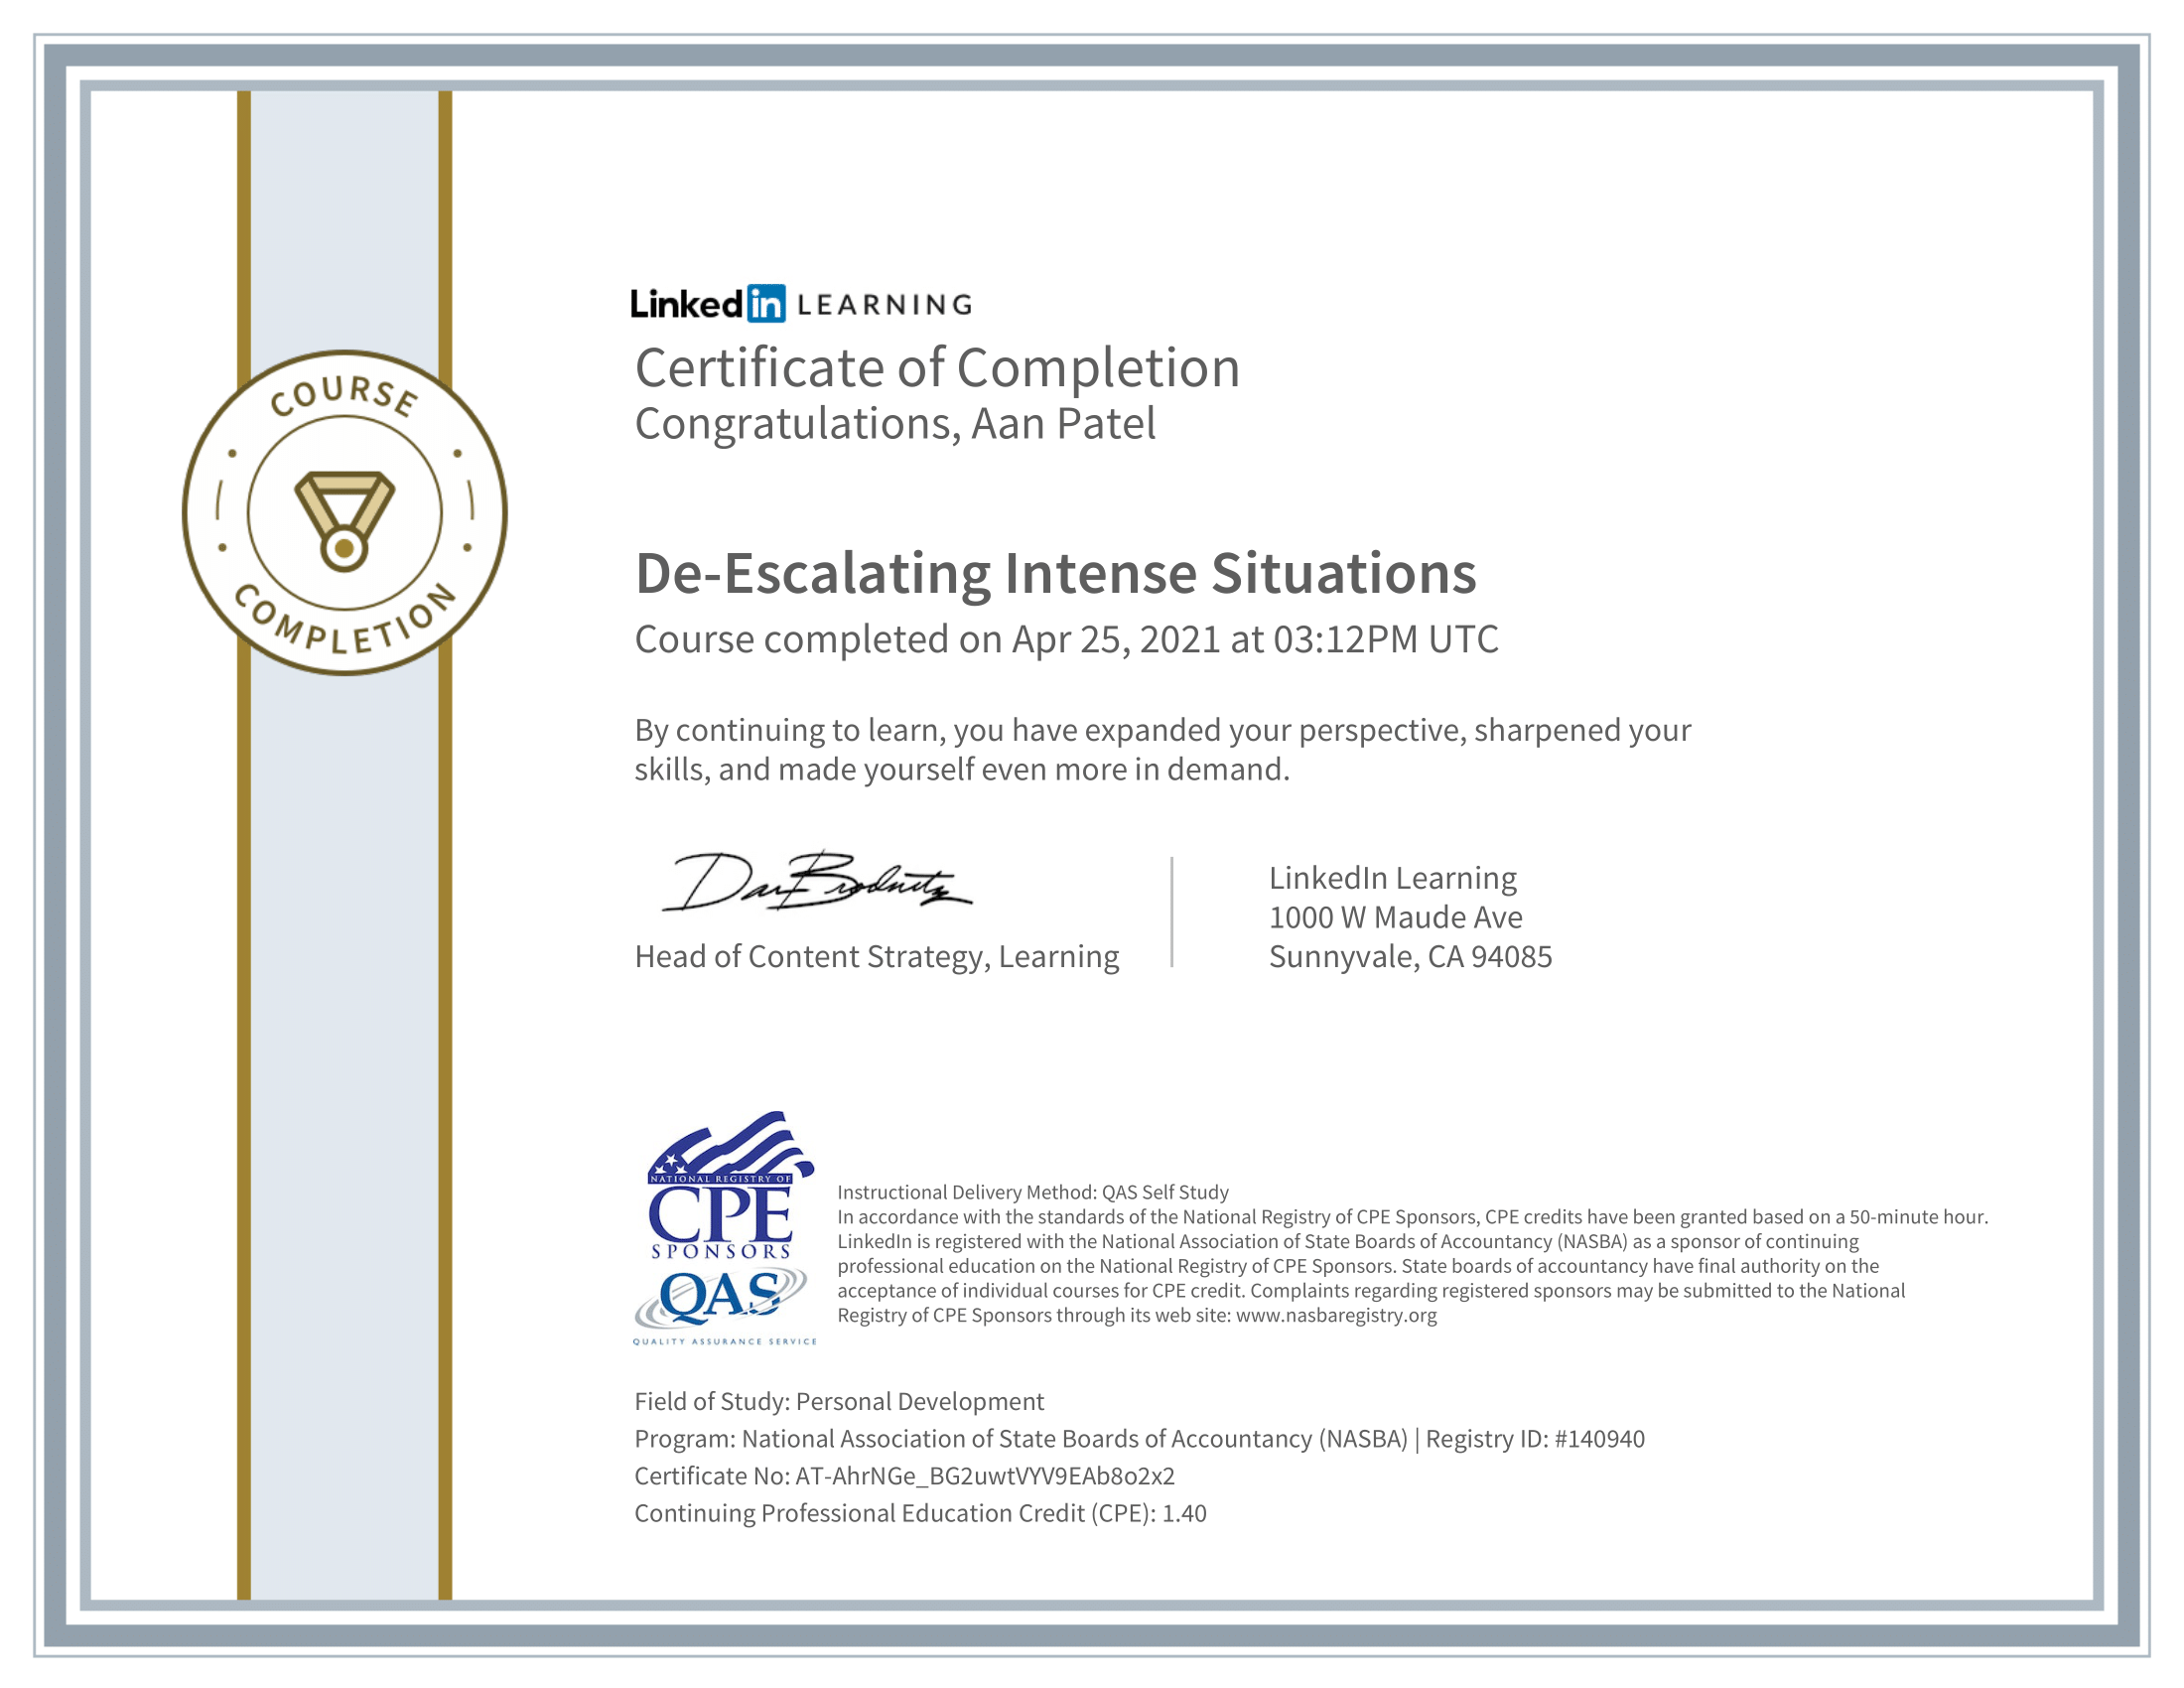 COURSE
COMPLETION
Linked in LEARNING
Certificate of Completion
Congratulations, Aan Patel
De-Escalating Intense Situations
Course completed on Apr 25, 2021 at 03:12PM UTC
By continuing to learn, you have expanded your perspective, sharpened your
skills, and made yourself even more in demand.
Head of Content Strategy, Learning
LinkedIn Learning
1000 W Maude Ave
Sunnyvale, CA 94085
NATIONAL REGISTRY OF
CPE
SPONSORS
QAS
QUALITY ASSURANCE SERVICE
Instructional Delivery Method: QAS Self Study
In accordance with the standards of the National Registry of CPE Sponsors, CPE credits have been granted based on a 50-minute hour.
LinkedIn is registered with the National Association of State Boards of Accountancy (NASBA) as a sponsor of continuing
professional education on the National Registry of CPE Sponsors. State boards of accountancy have final authority on the
acceptance of individual courses for CPE credit. Complaints regarding registered sponsors may be submitted to the National
Registry of CPE Sponsors through its web site: www.nasbaregistry.org
Field of Study: Personal Development
Program: National Association of State Boards of Accountancy (NASBA) | Registry ID: #140940
Certificate No: AT-AhrNGe_BG2uwtVYV9EAb8o2x2
Continuing Professional Education Credit (CPE): 1.40